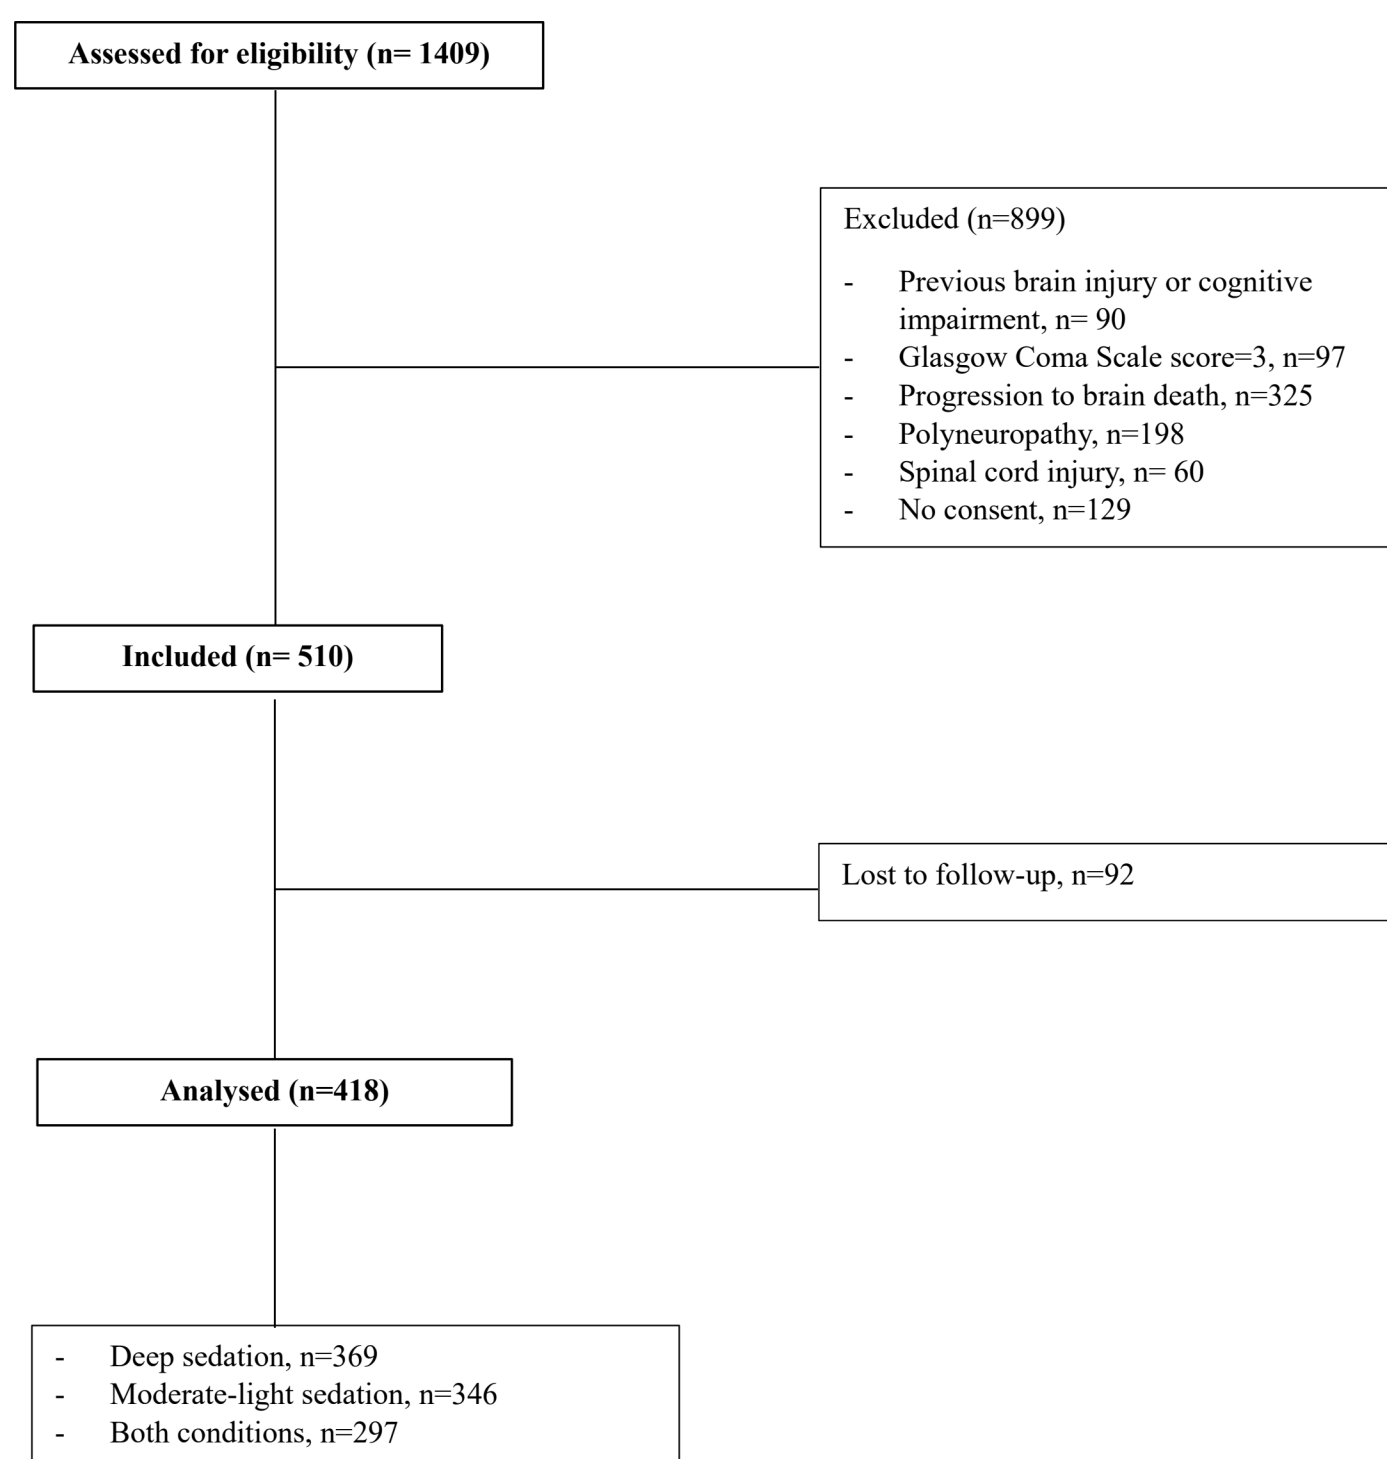 Assessed for eligibility (n= 1409)
Excluded (n=899)
- Previous brain injury or cognitive
impairment, n= 90
- Glasgow Coma Scale score=3, n=97
- Progression to brain death, n=325
- Polyneuropathy, n=198
- Spinal cord injury, n= 60
- No consent, n=129
Included (n= 510)
Lost to follow-up, n=92
Analysed (n=418)
- Deep sedation, n=369
- Moderate-light sedation, n=346
- Both conditions, n=297